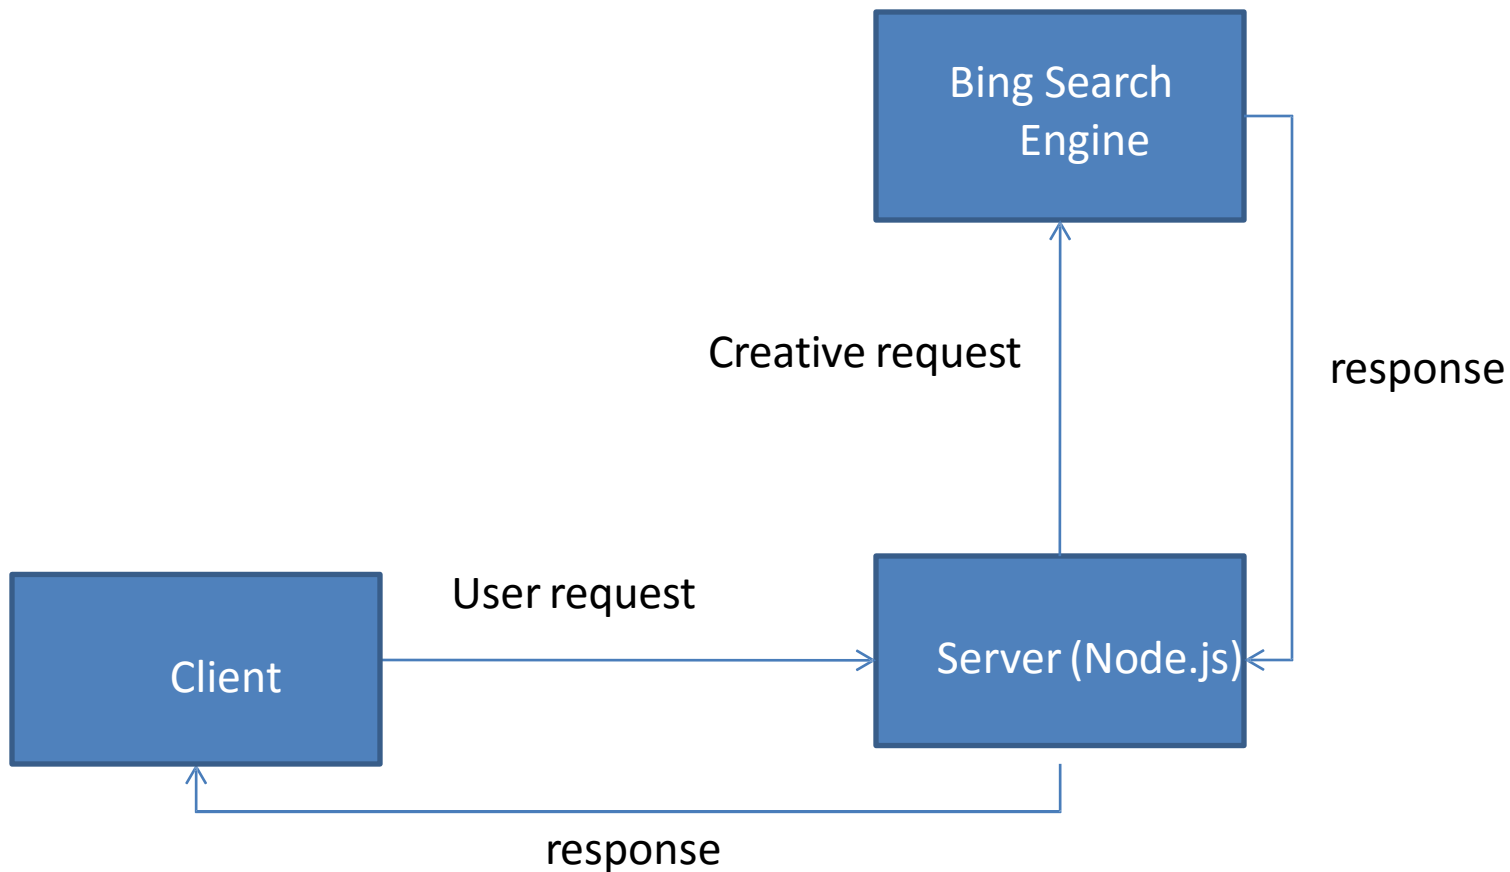 Bing Search
Engine
Creative request
response
User request
Client
Server (Node.js)
response